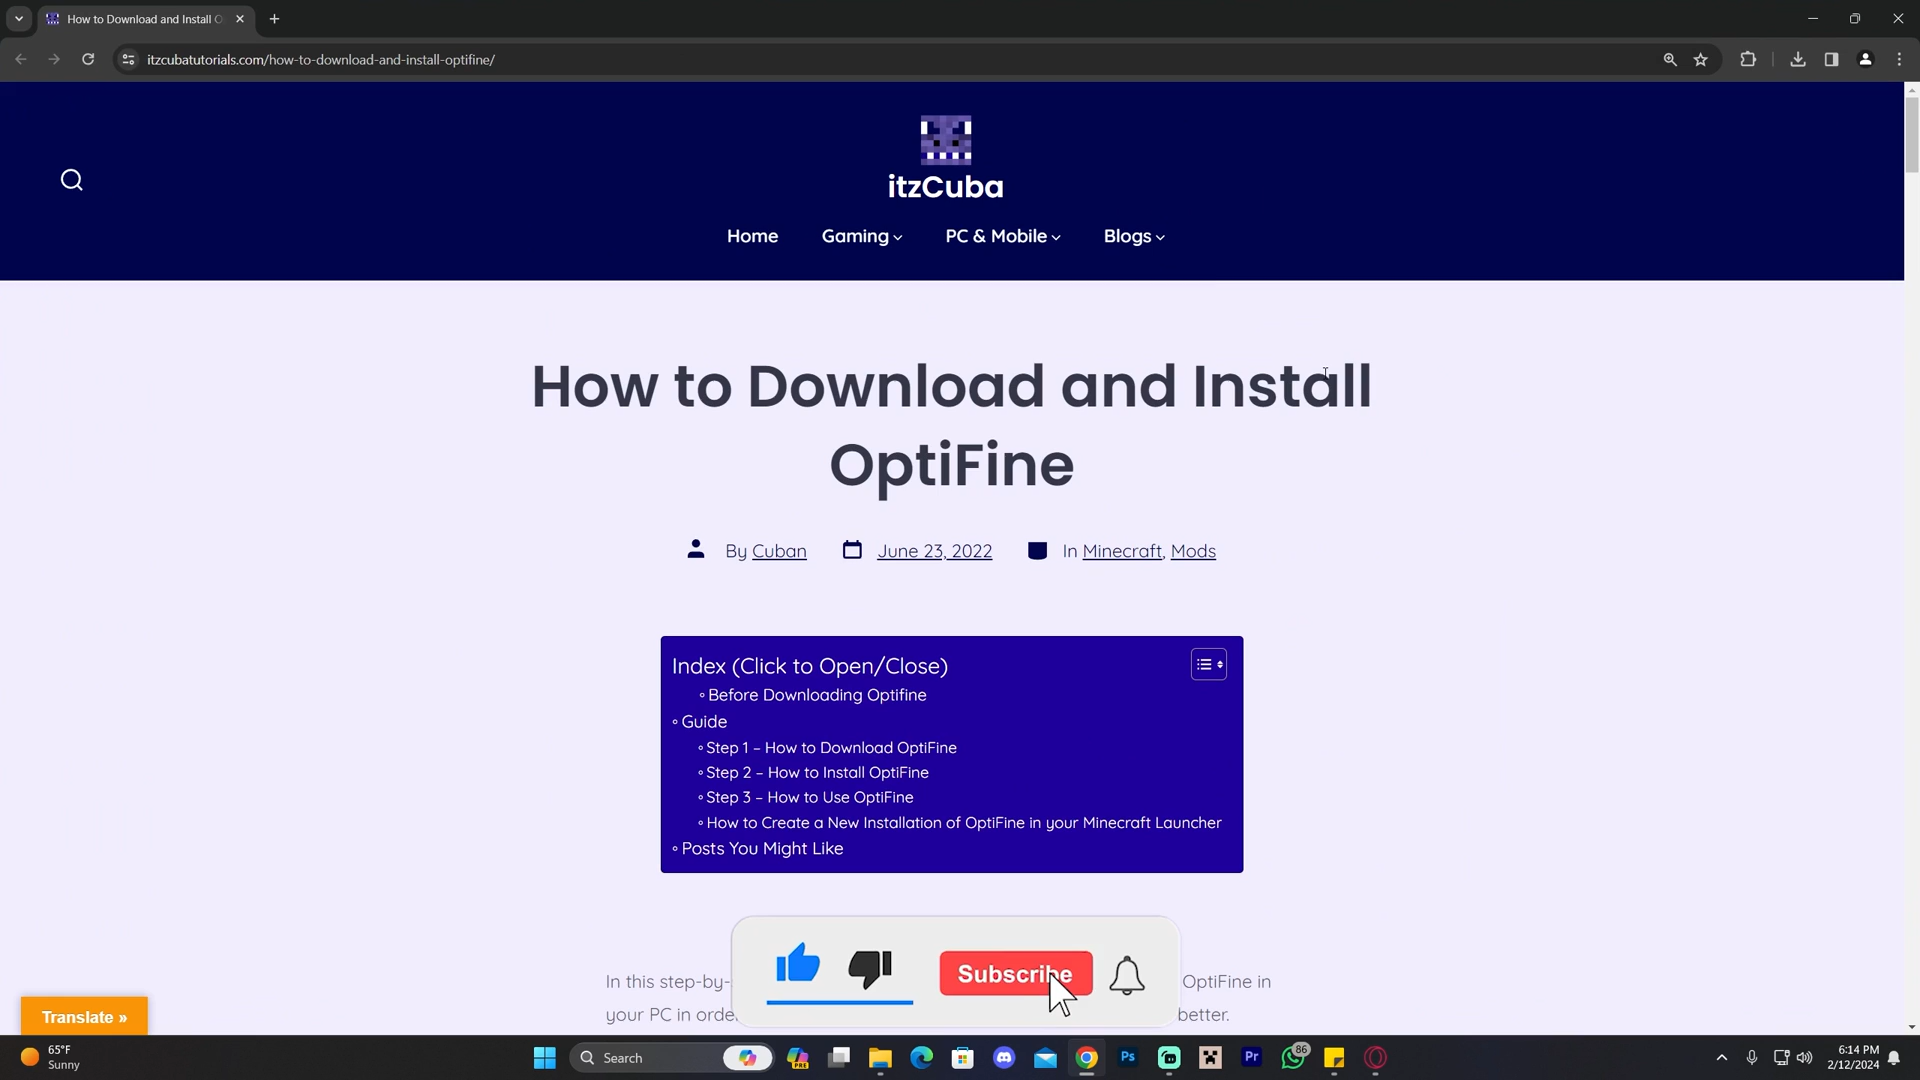 How to Download and Install O
itzcubatutorials.com/how-to-download-and-install-optifine/
itzCuba
Home Gaming PC & Mobile Blogs
How to Download and Install
OptiFine
By Cuban June 23, 2022 In Minecraft, Mods
Index (Click to Open/Close)
Before Downloading Optifine
Guide
Step 1 – How to Download OptiFine
Step 2 – How to Install OptiFine
Step 3 – How to Use OptiFine
How to Create a New Installation of OptiFine in your Minecraft Launcher
Posts You Might Like
In this step-by- OptiFine in
your PC in orde better.
Subscribe
Translate »
65°F
Sunny
Search
PRE
Ps
Pr
86
6:14 PM
2/12/2024